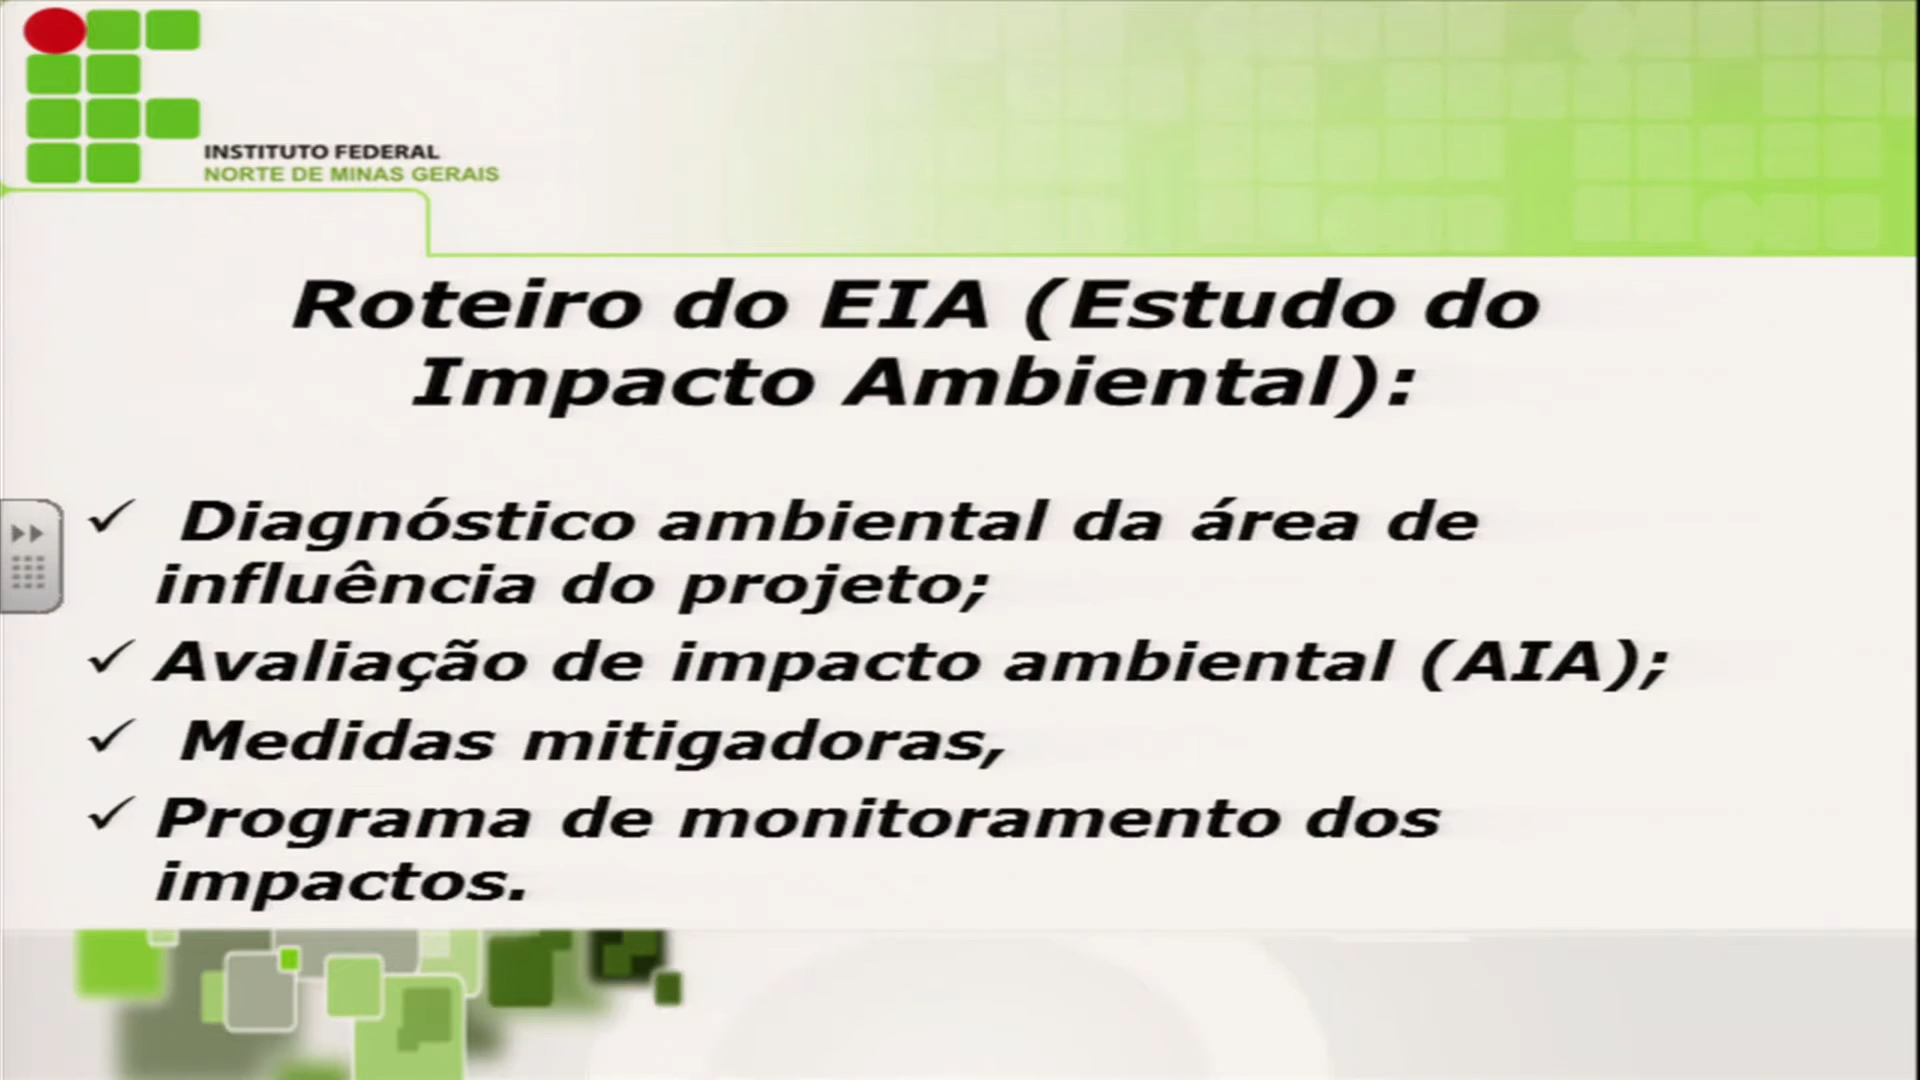 INSTITUTO FEDERAL
NORTE DE MINAS GERAIS
Roteiro do EIA (Estudo do
Impacto Ambiental):
✓ Diagnóstico ambiental da área de
influência do projeto;
✓ Avaliação de impacto ambiental (AIA);
✓ Medidas mitigadoras,
✓ Programa de monitoramento dos
impactos.